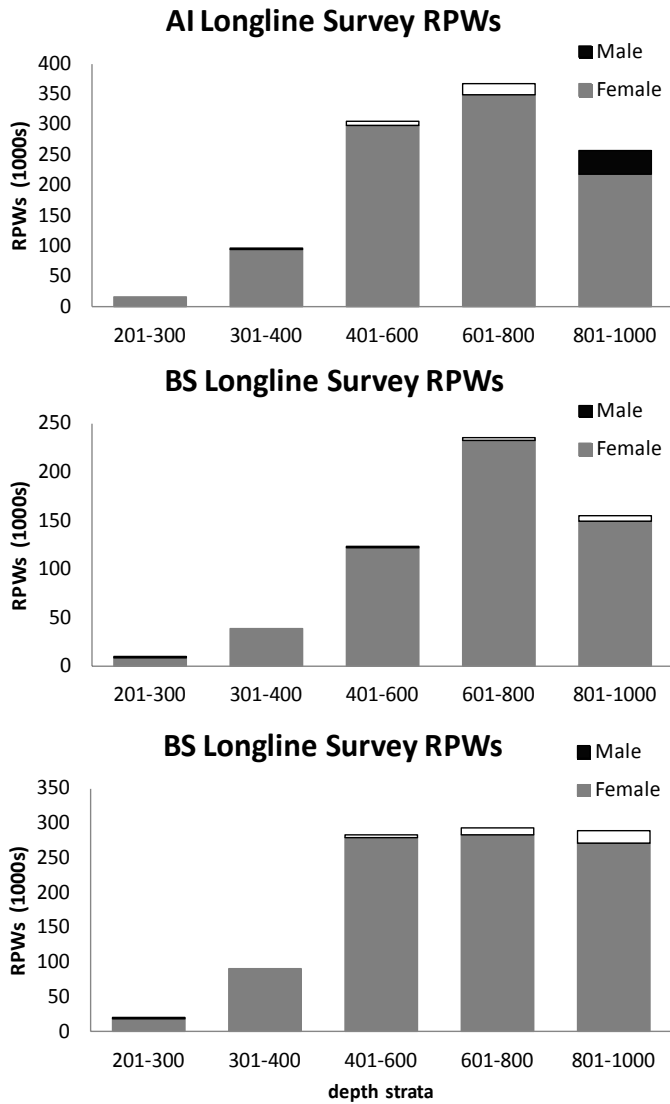 AI Longline Survey RPWs
Male
Female
RPWs (1000s)
400
350
300
250
200
150
100
50
0
201-300 301-400 401-600 601-800 801-1000
BS Longline Survey RPWs
Male
Female
RPWs (1000s)
250
200
150
100
50
0
201-300 301-400 401-600 601-800 801-1000
BS Longline Survey RPWs
Male
Female
RPWs (1000s)
350
300
250
200
150
100
50
0
201-300 301-400 401-600 601-800 801-1000
depth strata